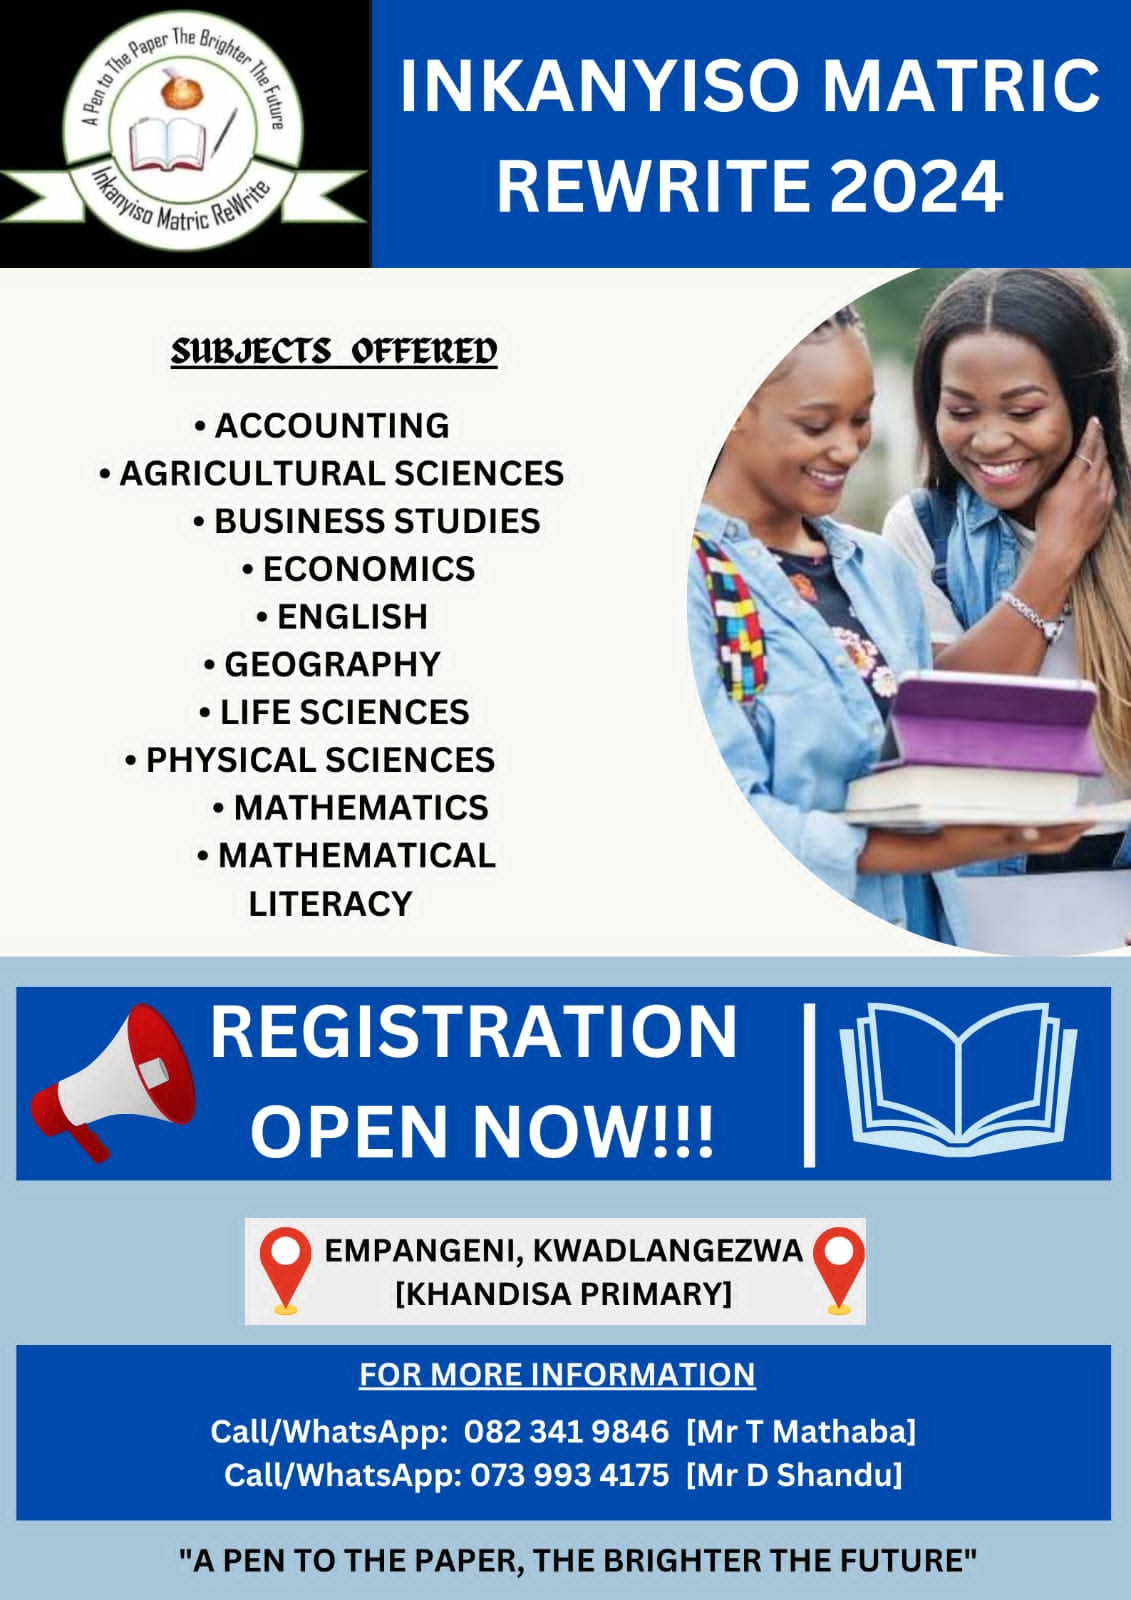 A Pen to The Paper The Brighter The Future
Inkanyiso Matric ReWrite
INKANYISO MATRIC
REWRITE 2024
SUBJECTS OFFERED
• ACCOUNTING
• AGRICULTURAL SCIENCES
• BUSINESS STUDIES
• ECONOMICS
• ENGLISH
• GEOGRAPHY
• LIFE SCIENCES
• PHYSICAL SCIENCES
• MATHEMATICS
• MATHEMATICAL
LITERACY
REGISTRATION
OPEN NOW!!!
EMPANGENI, KWADLANGEZWA
[KHANDISA PRIMARY]
FOR MORE INFORMATION
Call/WhatsApp: 082 341 9846 [Mr T Mathaba]
Call/WhatsApp: 073 993 4175 [Mr D Shandu]
"A PEN TO THE PAPER, THE BRIGHTER THE FUTURE"